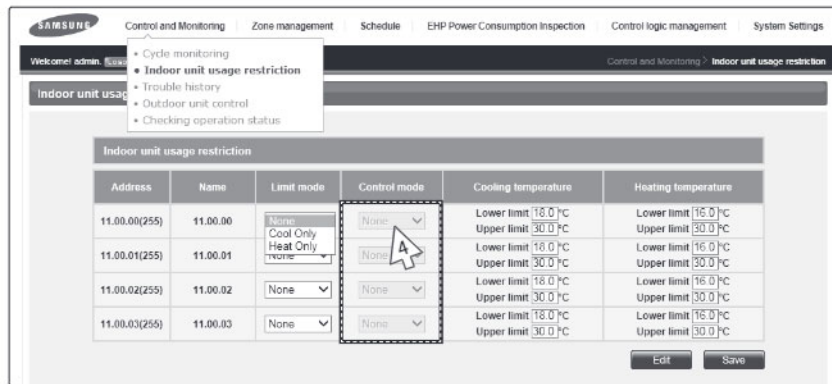 SAMSUNG Control and Monitoring Zone management Schedule EHP Power Consumption Inspection Control logic management System Settings
• Cycle monitoring
• Indoor unit usage restriction
• Trouble history
• Outdoor unit control
• Checking operation status
Welcome! admin.
Control and Monitoring > Indoor unit usage restriction
Indoor unit usag
Indoor unit usage restriction
Address Name Limit mode Control mode Cooling temperature Heating temperature
11.00.00(255) 11.00.00 None None Lower limit 18.0 °C Lower limit 16.0 °C
Cool Only Upper limit 30.0 °C Upper limit 30.0 °C
Heat Only
11.00.01(255) 11.00.01 None None Lower limit 18.0 °C Lower limit 16.0 °C
Upper limit 30.0 °C Upper limit 30.0 °C
4
11.00.02(255) 11.00.02 None None Lower limit 18.0 °C Lower limit 16.0 °C
Upper limit 30.0 °C Upper limit 30.0 °C
11.00.03(255) 11.00.03 None None Lower limit 18.0 °C Lower limit 16.0 °C
Upper limit 30.0 °C Upper limit 30.0 °C
Edit Save